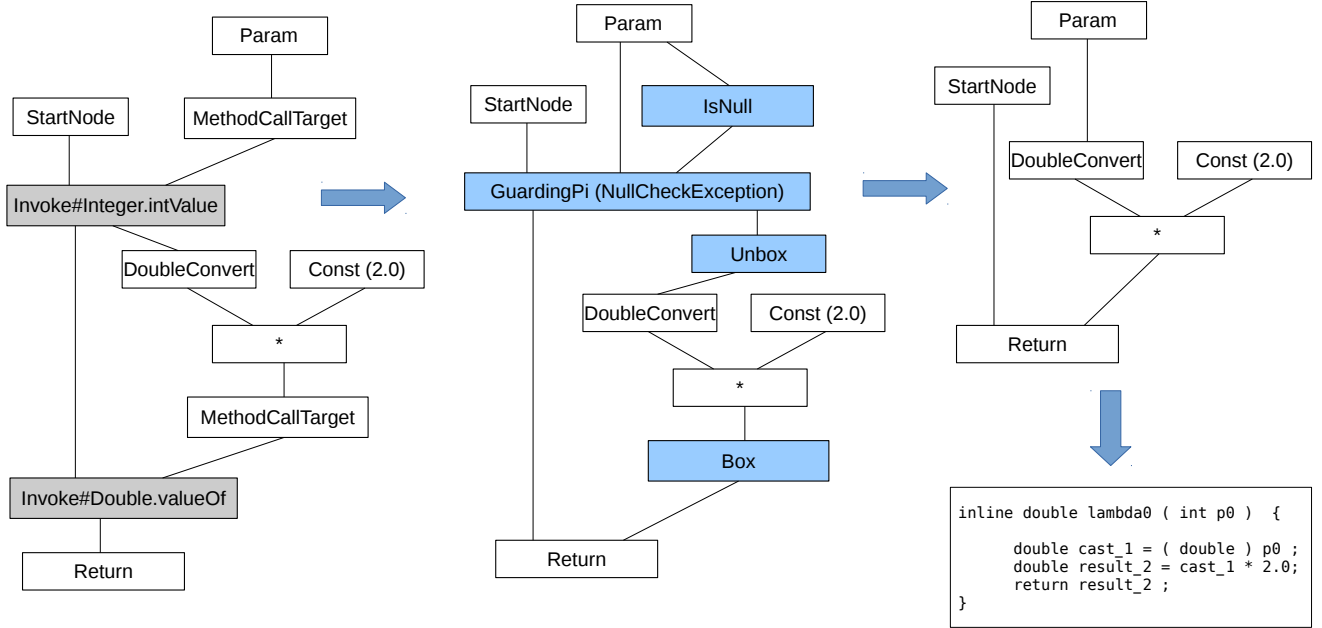 Param
StartNode
MethodCallTarget
Invoke#Integer.intValue
DoubleConvert
Const (2.0)
*
MethodCallTarget
Invoke#Double.valueOf
Return
Param
StartNode
IsNull
GuardingPi (NullCheckException)
Unbox
DoubleConvert
Const (2.0)
*
Box
Return
Param
StartNode
DoubleConvert
Const (2.0)
*
Return
inline double lambda0 ( int p0 )  {
double cast_1 = ( double ) p0 ;
double result_2 = cast_1 * 2.0;
return result_2 ;
}